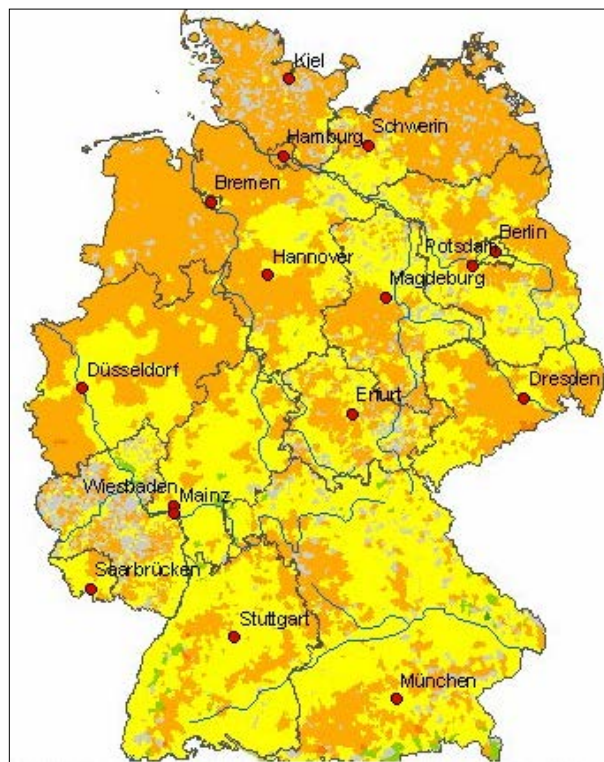 Kiel
Hamburg
Schwerin
Bremen
Berlin
Potsdam
Hannover
Magdeburg
Düsseldorf
Erfurt
Dresden
Wiesbaden
Mainz
Saarbrücken
Stuttgart
München